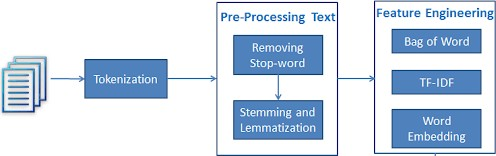 Pre-Processing Text
Feature Engineering
Tokenization
Removing
Stop-word
Stemming and
Lemmatization
Bag of Word
TF-IDF
Word
Embedding